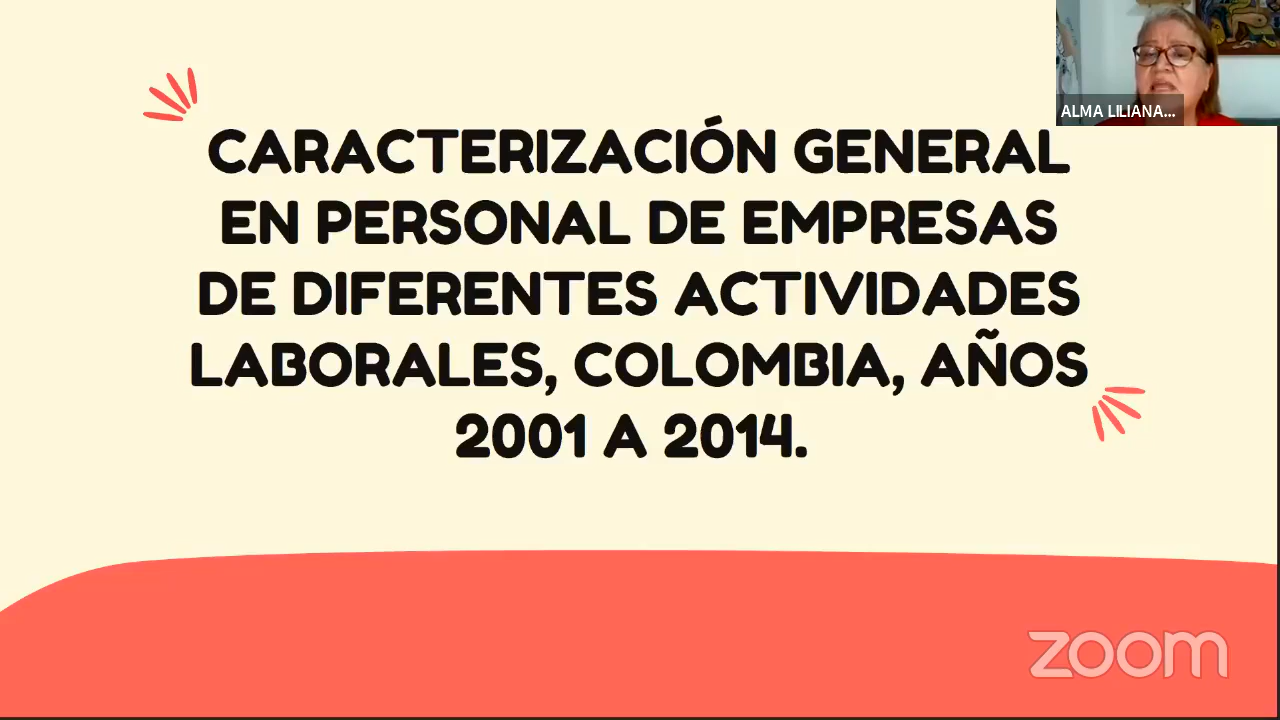 ALMA LILIANA...
CARACTERIZACIÓN GENERAL
EN PERSONAL DE EMPRESAS
DE DIFERENTES ACTIVIDADES
LABORALES, COLOMBIA, AÑOS
2001 A 2014.
zoom